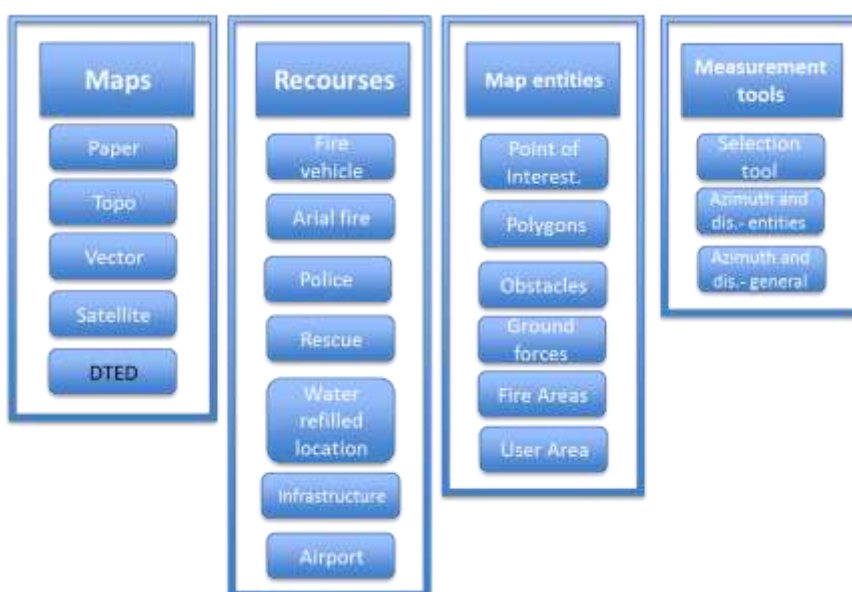 Maps
Paper
Topo
Vector
Satellite
DTED
Recourses
Fire
vehicle
Arial fire
Police
Rescue
Water
refilled
location
Infrastructure
Airport
Map entities
Point of
Interest.
Polygons
Obstacles
Ground
forces
Fire Areas
User Area
Measurement
tools
Selection
tool
Azimuth and
dis.- entities
Azimuth and
dis.- general